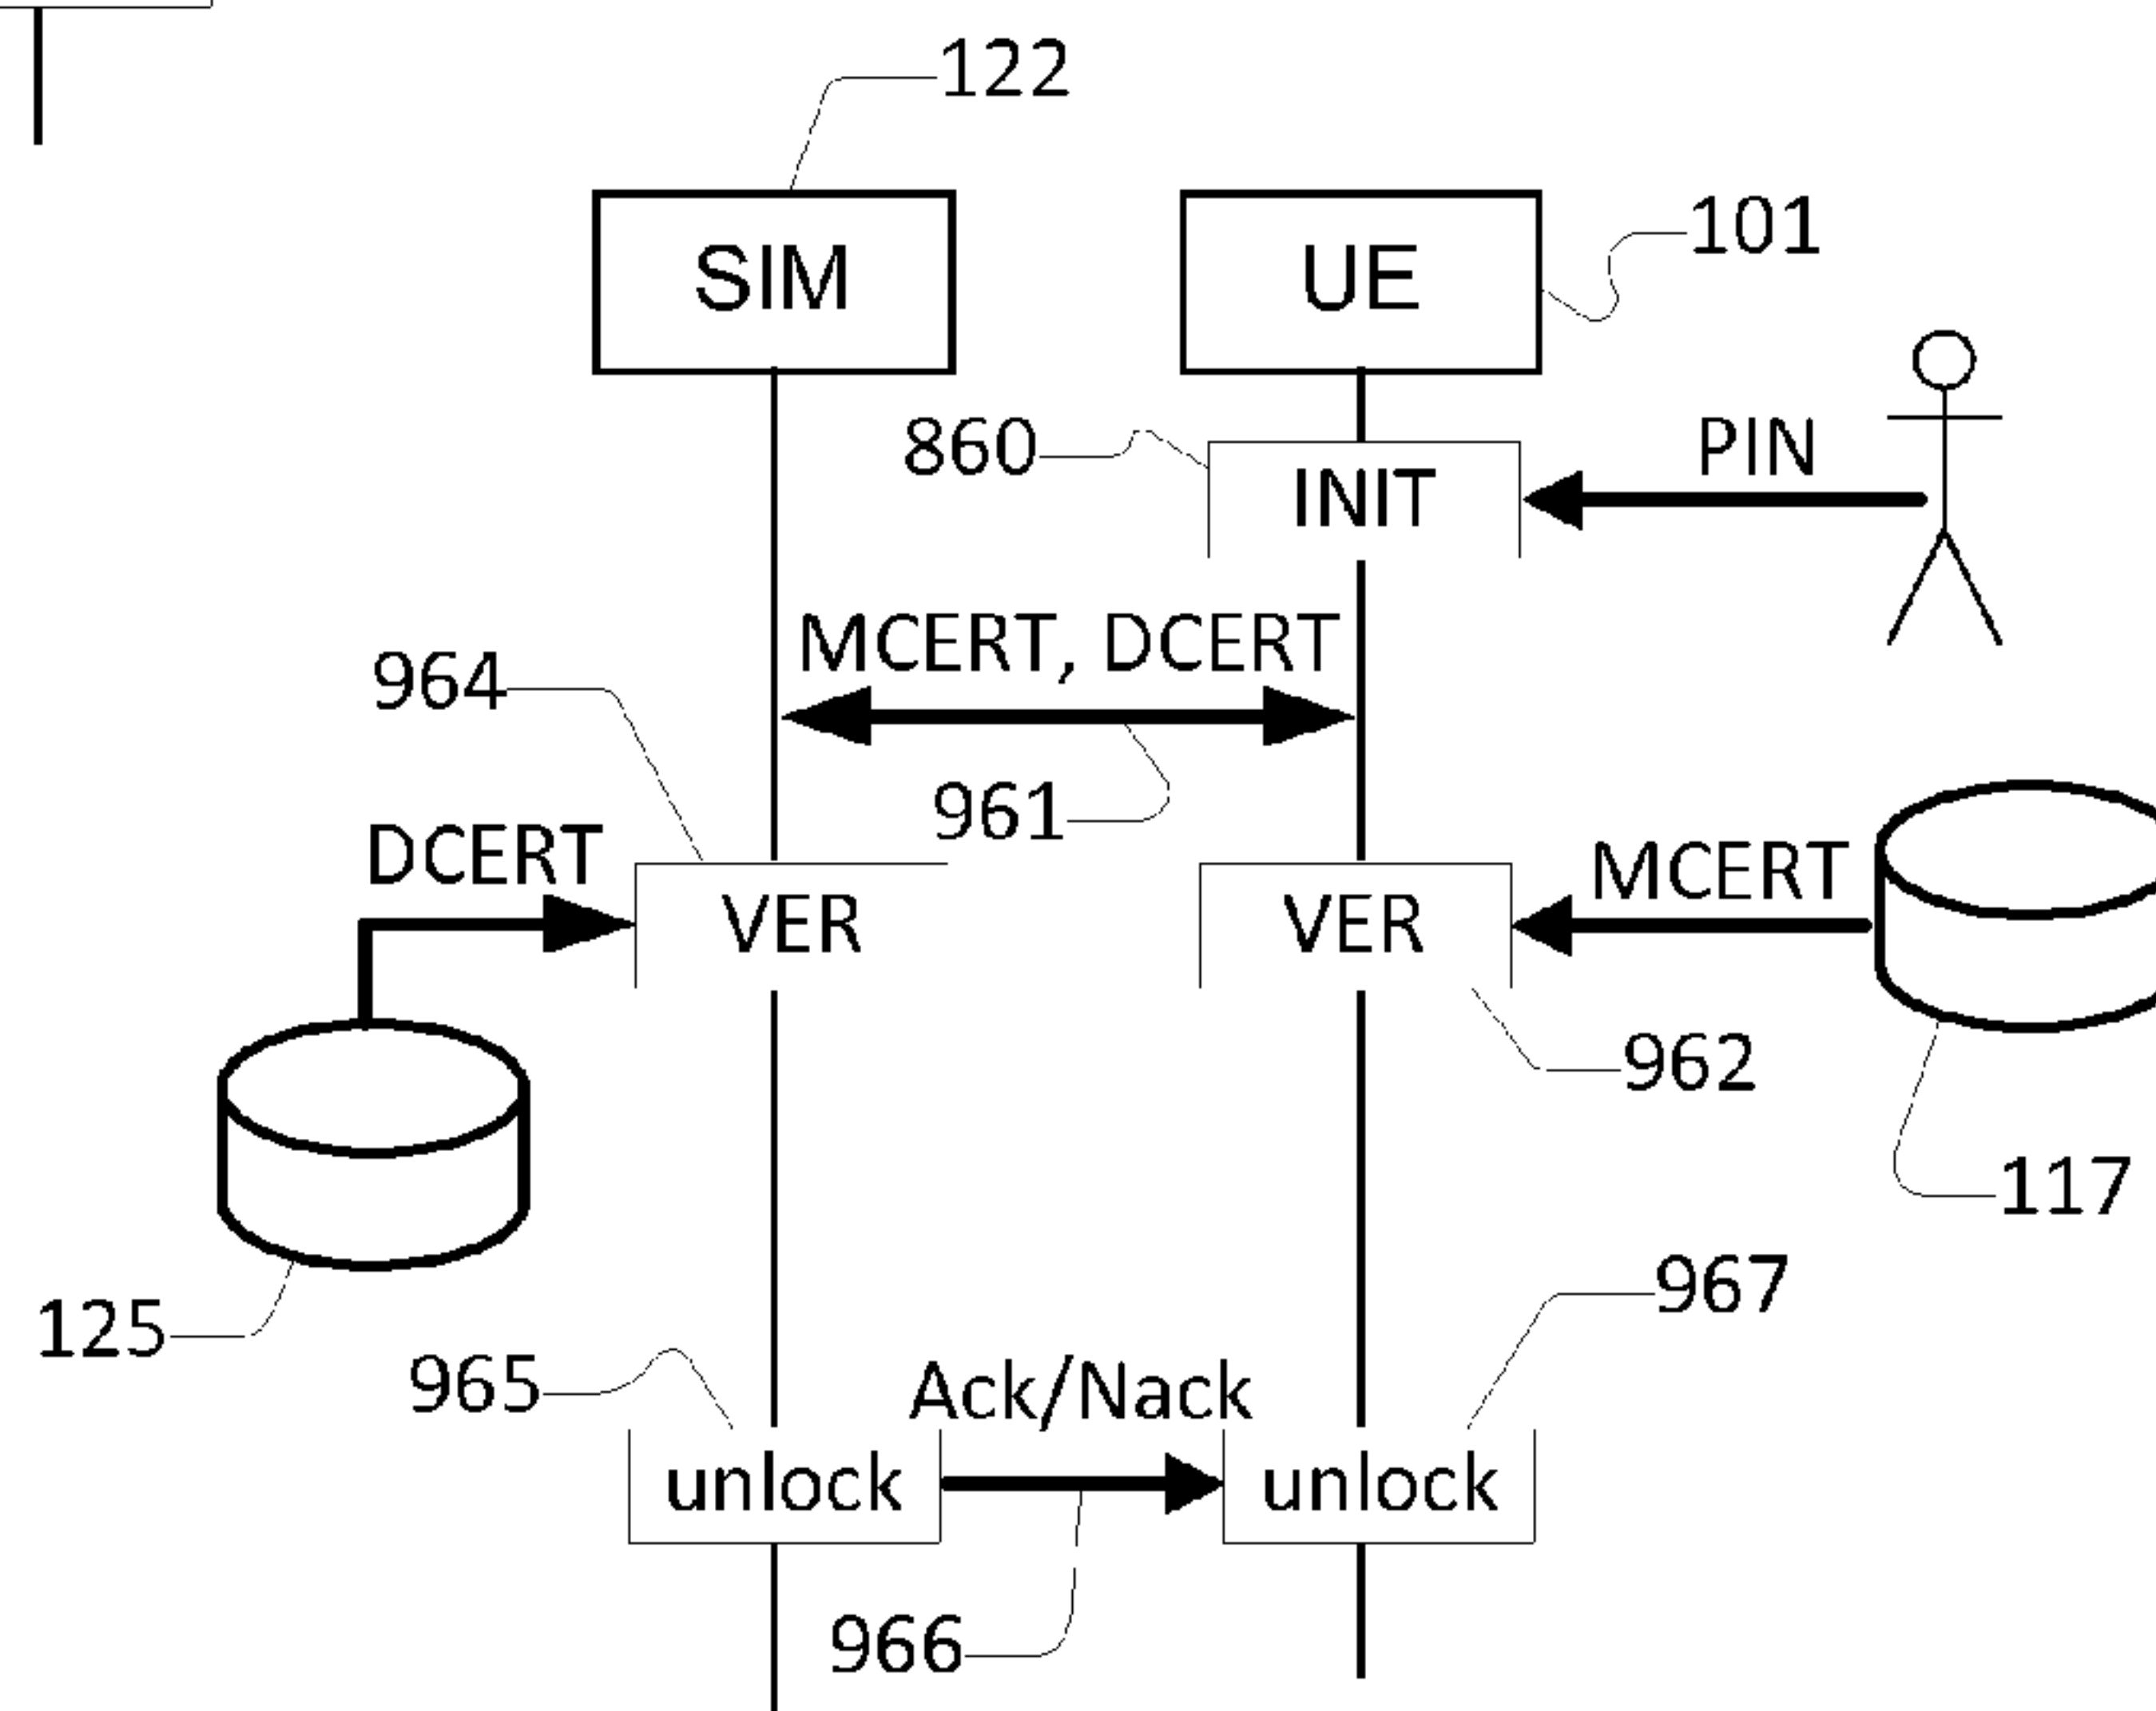 122
101
SIM
UE
860
INIT
PIN
MCERT, DCERT
964
961
DCERT
MCERT
VER
VER
962
117
125
967
965
Ack/Nack
unlock
unlock
966